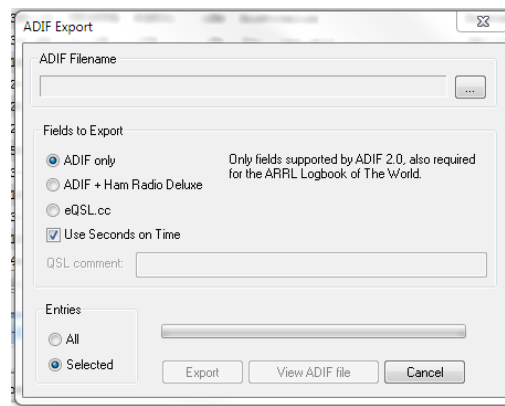 ADIF Export
ADIF Filename
...
Fields to Export
ADIF only
Only fields supported by ADIF 2.0, also required
for the ARRL Logbook of The World.
ADIF + Ham Radio Deluxe
eQSL.cc
Use Seconds on Time
QSL comment:
Entries
All
Selected
Export
View ADIF file
Cancel